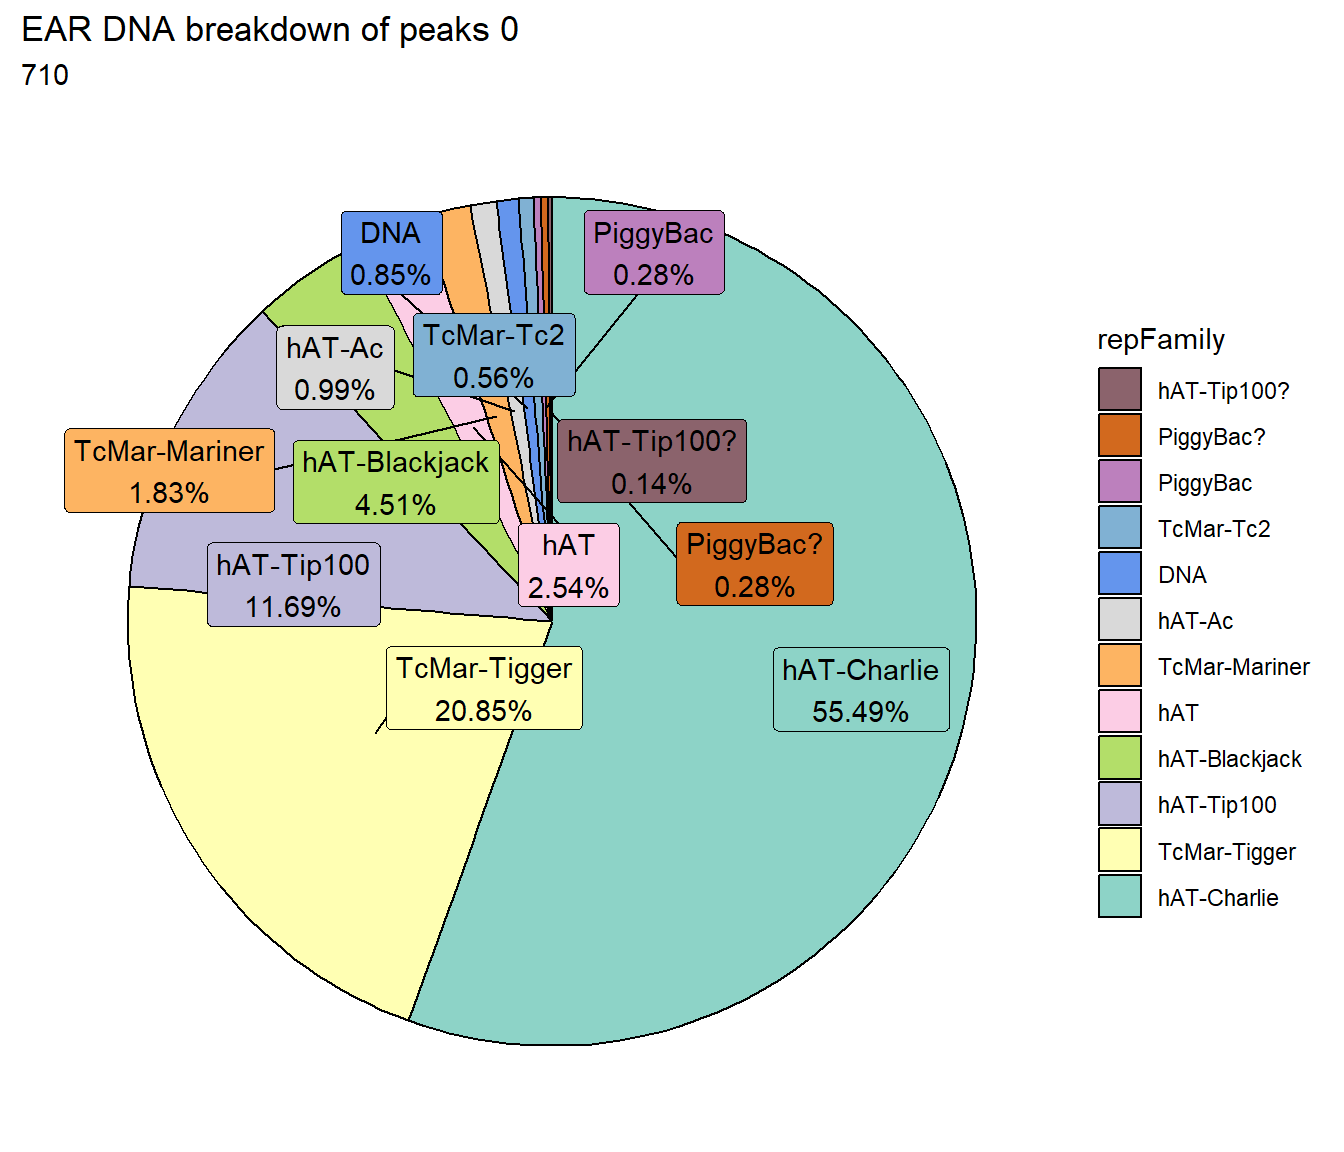 EAR DNA breakdown of peaks 0
710
DNA
0.85%
PiggyBac
0.28%
TcMar-Tc2
0.56%
hAT-Ac
0.99%
TcMar-Mariner
1.83%
hAT-Blackjack
4.51%
hAT-Tip100?
0.14%
hAT
2.54%
PiggyBac?
0.28%
hAT-Tip100
11.69%
TcMar-Tigger
20.85%
hAT-Charlie
55.49%
repFamily
hAT-Tip100?
PiggyBac?
PiggyBac
TcMar-Tc2
DNA
hAT-Ac
TcMar-Mariner
hAT
hAT-Blackjack
hAT-Tip100
TcMar-Tigger
hAT-Charlie